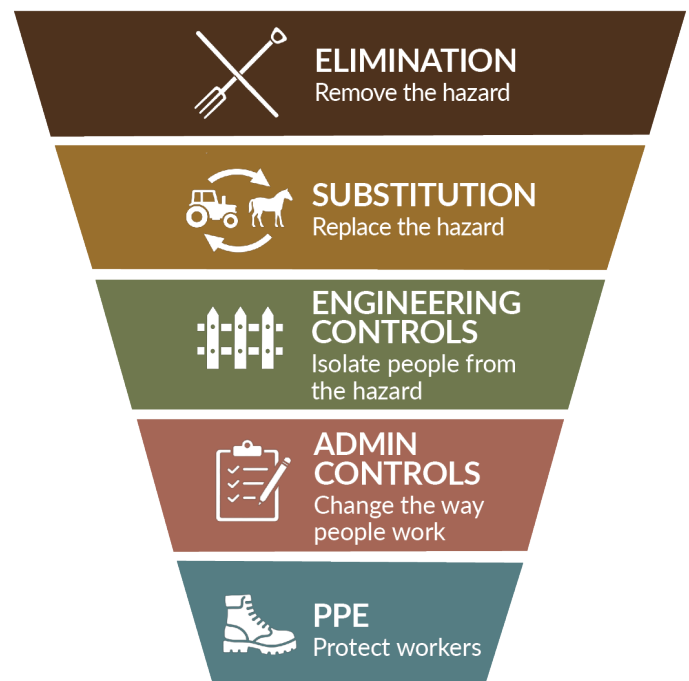 ELIMINATION
Remove the hazard
SUBSTITUTION
Replace the hazard
ENGINEERING
CONTROLS
Isolate people from
the hazard
ADMIN
CONTROLS
Change the way
people work
PPE
Protect workers